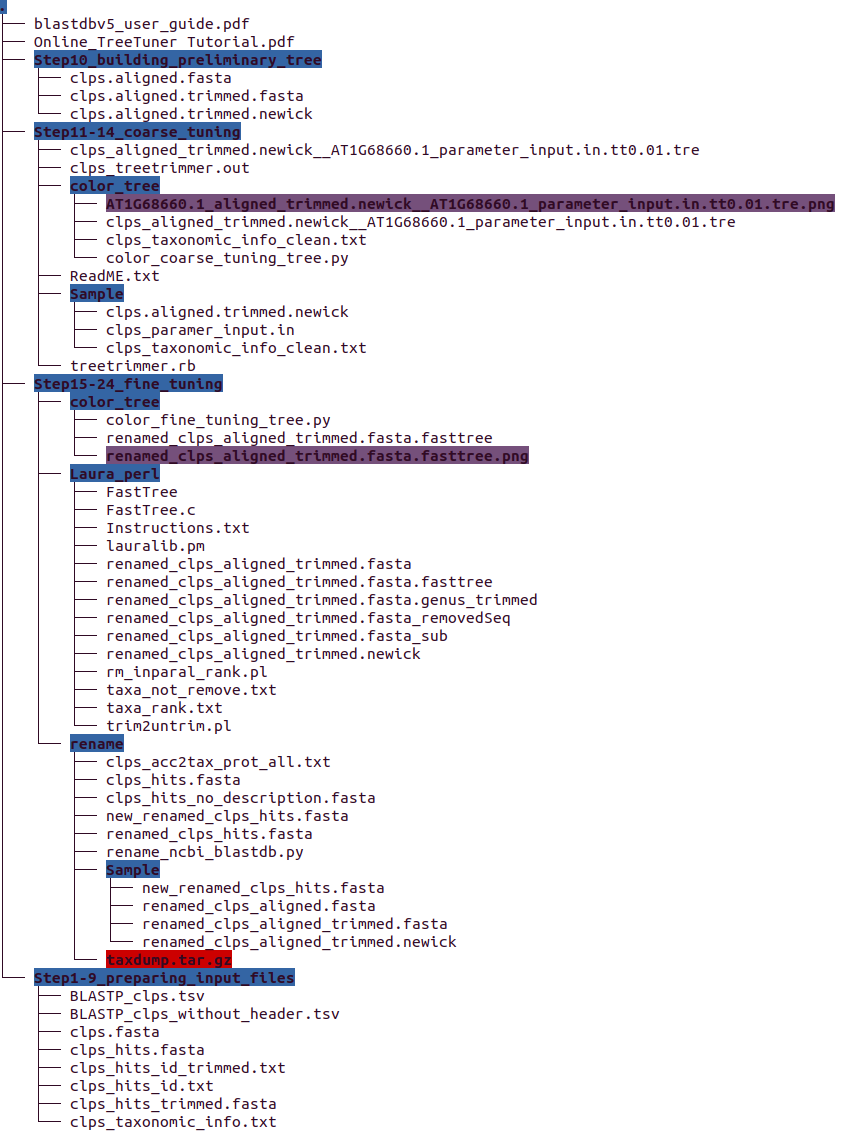 .
blastdbv5_user_guide.pdf
Online_TreeTuner_Tutorial.pdf
Step10_building_preliminary_tree
clps.aligned.fasta
clps.aligned.trimmed.fasta
clps.aligned.trimmed.newick
Step11-14_coarse_tuning
clps_aligned_trimmed.newick__AT1G68660.1_parameter_input.in.tt0.01.tre
clps_treetrimmer.out
color_tree
AT1G68660.1_aligned_trimmed.newick__AT1G68660.1_parameter_input.in.tt0.01.tre.png
clps_aligned_trimmed.newick__AT1G68660.1_parameter_input.in.tt0.01.tre
clps_taxonomic_info_clean.txt
color_coarse_tuning_tree.py
ReadME.txt
Sample
clps.aligned.trimmed.newick
clps_paramer_input.in
clps_taxonomic_info_clean.txt
treetrimmer.rb
Step15-24_fine_tuning
color_tree
color_fine_tuning_tree.py
renamed_clps_aligned_trimmed.fasta.fasttree
renamed_clps_aligned_trimmed.fasta.fasttree.png
Laura_perl
FastTree
FastTree.c
Instructions.txt
lauralib.pm
renamed_clps_aligned_trimmed.fasta
renamed_clps_aligned_trimmed.fasta.fasttree
renamed_clps_aligned_trimmed.fasta.genus_trimmed
renamed_clps_aligned_trimmed.fasta_removedSeq
renamed_clps_aligned_trimmed.fasta_sub
renamed_clps_aligned_trimmed.newick
rm_inparal_rank.pl
taxa_not_remove.txt
taxa_rank.txt
trim2untrim.pl
rename
clps_acc2tax_prot_all.txt
clps_hits.fasta
clps_hits_no_description.fasta
new_renamed_clps_hits.fasta
renamed_clps_hits.fasta
rename_ncbi_blastdb.py
Sample
new_renamed_clps_hits.fasta
renamed_clps_aligned.fasta
renamed_clps_aligned_trimmed.fasta
renamed_clps_aligned_trimmed.newick
taxdump.tar.gz
Step1-9_preparing_input_files
BLASTP_clps.tsv
BLASTP_clps_without_header.tsv
clps.fasta
clps_hits.fasta
clps_hits_id_trimmed.txt
clps_hits_id.txt
clps_hits_trimmed.fasta
clps_taxonomic_info.txt